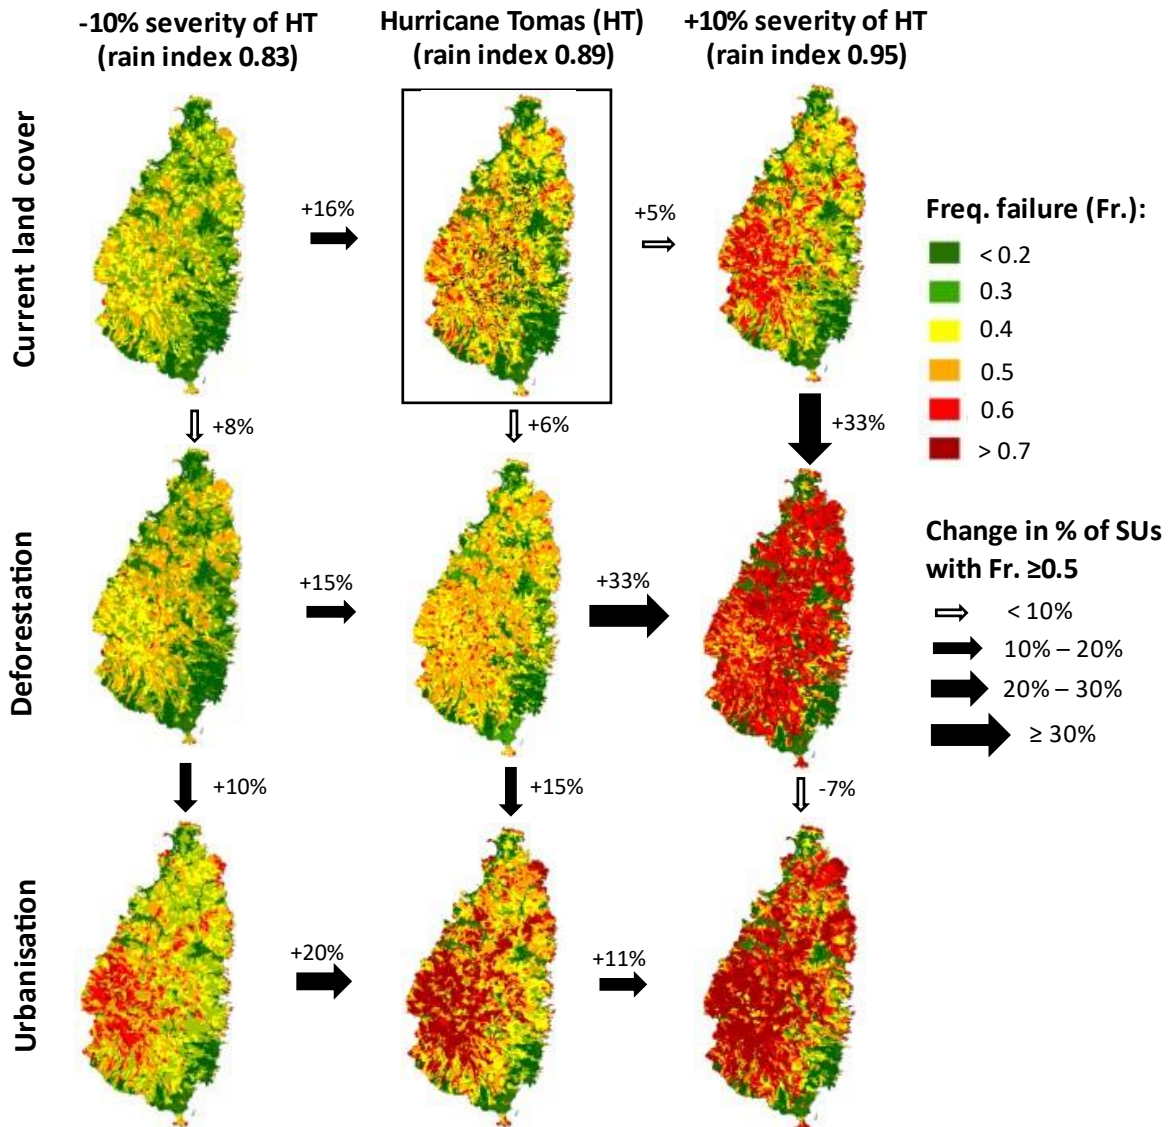 -10% severity of HT
(rain index 0.83)
Hurricane Tomas (HT)
(rain index 0.89)
+10% severity of HT
(rain index 0.95)
Current land cover
+16%
+5%
+8%
+6%
+33%
Deforestation
+15%
+33%
+10%
+15%
-7%
Urbanisation
+20%
+11%
Freq. failure (Fr.):
< 0.2
0.3
0.4
0.5
0.6
> 0.7
Change in % of SUs
with Fr. ≥0.5
< 10%
10% – 20%
20% – 30%
≥ 30%